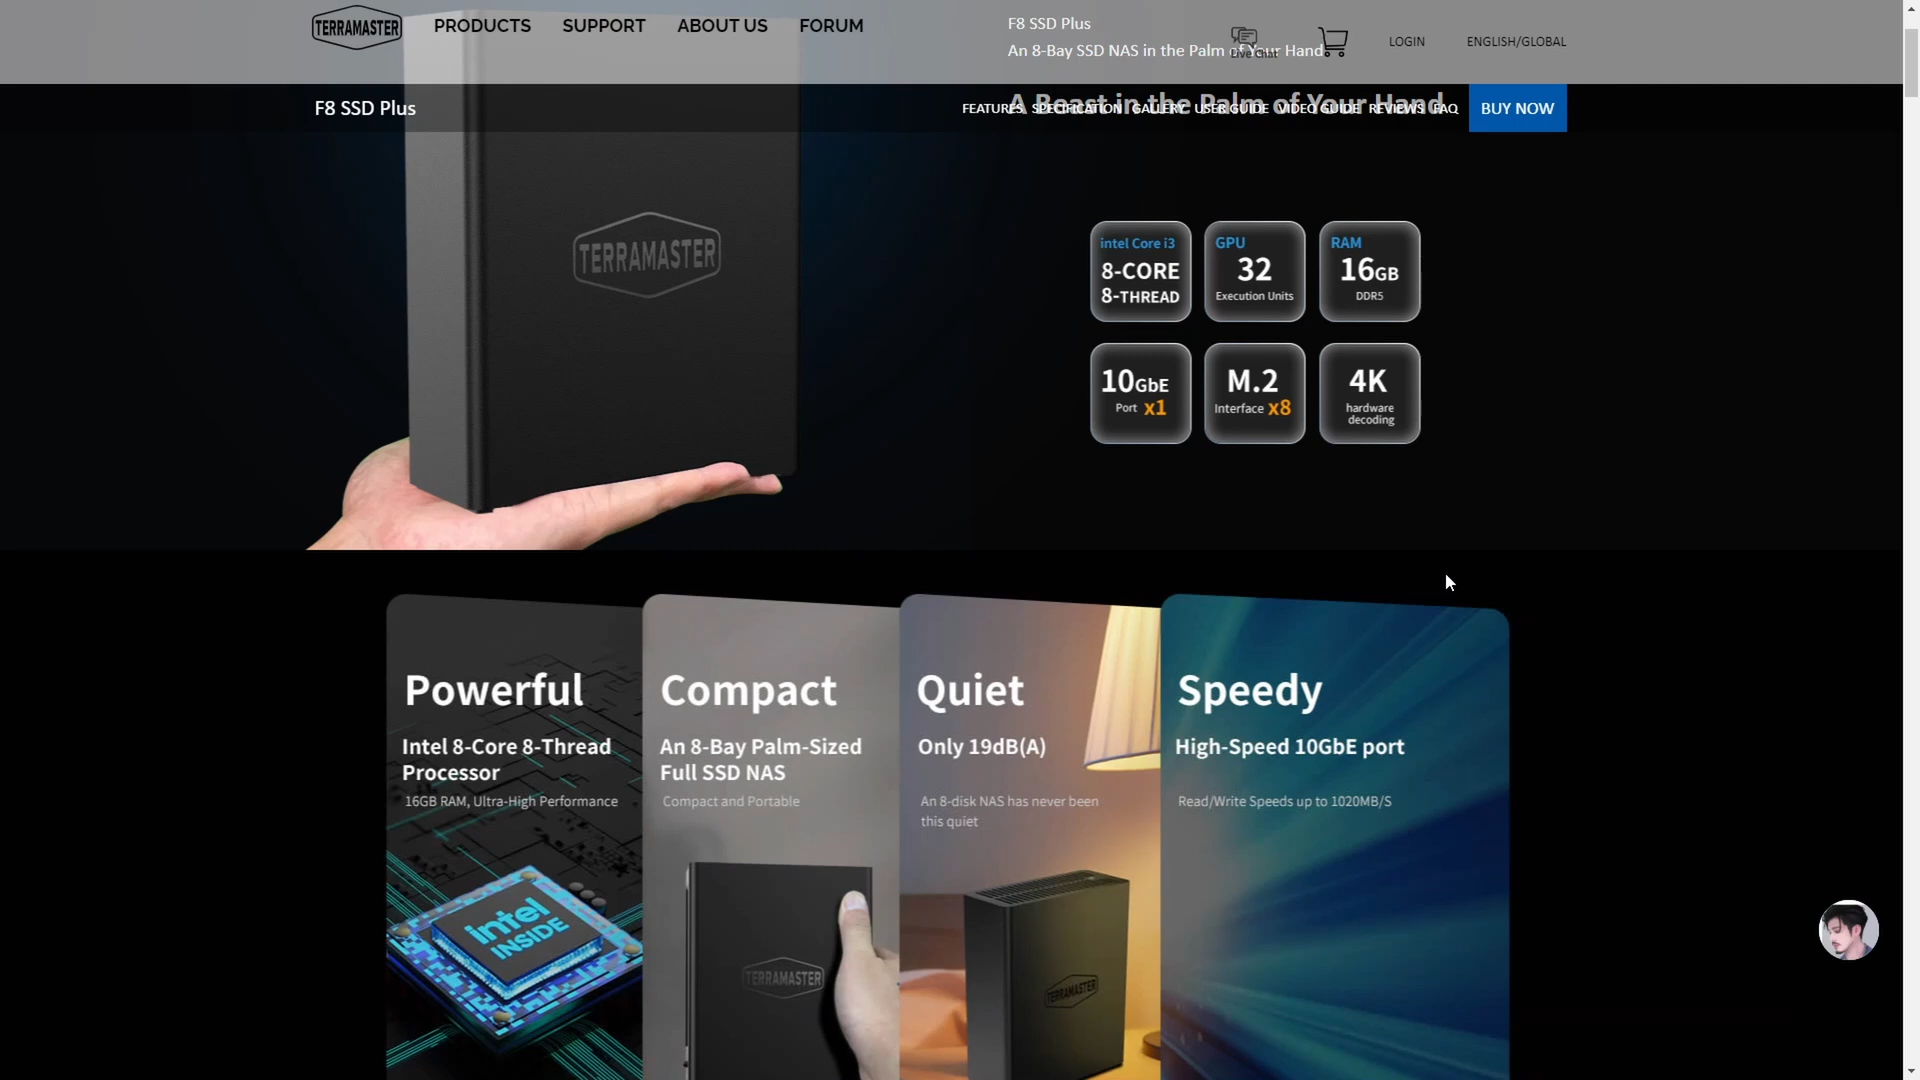 TERRAMASTER
PRODUCTS
SUPPORT
ABOUT US
FORUM
F8 SSD Plus
An 8-Bay SSD NAS in the Palm of Your Hand
Live Chat
LOGIN
ENGLISH/GLOBAL
F8 SSD Plus
A Beast in the Palm of Your Hand
FEATURES
SPECIFICATION
GALLERY
USER GUIDE
VIDEO GUIDE
REVIEWS
FAQ
BUY NOW
TERRAMASTER
intel Core i3
8-CORE
8-THREAD
GPU
32
Execution Units
RAM
16GB
DDR5
10GbE
Port x1
M.2
Interface x8
4K
hardware
decoding
Powerful
Intel 8-Core 8-Thread
Processor
16GB RAM, Ultra-High Performance
intel
INSIDE
Compact
An 8-Bay Palm-Sized
Full SSD NAS
Compact and Portable
TERRAMASTER
Quiet
Only 19dB(A)
An 8-disk NAS has never been
this quiet
TERRAMASTER
Speedy
High-Speed 10GbE port
Read/Write Speeds up to 1020MB/S